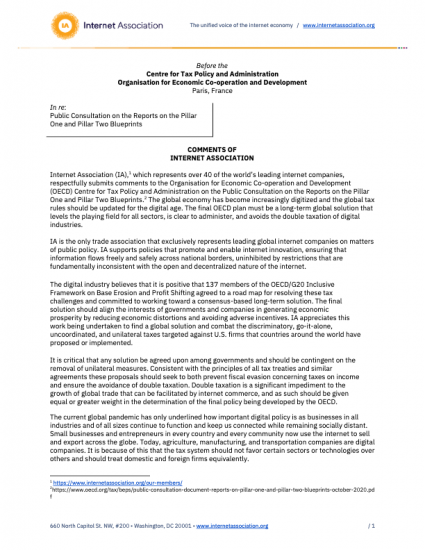 IA
Internet Association
The unified voice of the internet economy / www.internetassociation.org
Before the
Centre for Tax Policy and Administration
Organisation for Economic Co-operation and Development
Paris, France
In re:
Public Consultation on the Reports on the Pillar
One and Pillar Two Blueprints
COMMENTS OF
INTERNET ASSOCIATION
Internet Association (IA),1 which represents over 40 of the world's leading internet companies,
respectfully submits comments to the Organisation for Economic Co-operation and Development
(OECD) Centre for Tax Policy and Administration on the Public Consultation on the Reports on the Pillar
One and Pillar Two Blueprints.2 The global economy has become increasingly digitized and the global tax
rules should be updated for the digital age. The final OECD plan must be a long-term global solution that
levels the playing field for all sectors, is clear to administer, and avoids the double taxation of digital
industries.
IA is the only trade association that exclusively represents leading global internet companies on matters
of public policy. IA supports policies that promote and enable internet innovation, ensuring that
information flows freely and safely across national borders, uninhibited by restrictions that are
fundamentally inconsistent with the open and decentralized nature of the internet.
The digital industry believes that it is positive that 137 members of the OECD/G20 Inclusive
Framework on Base Erosion and Profit Shifting agreed to a road map for resolving these tax
challenges and committed to working toward a consensus-based long-term solution. The final
solution should align the interests of governments and companies in generating economic
prosperity by reducing economic distortions and avoiding adverse incentives. IA appreciates this
work being undertaken to find a global solution and combat the discriminatory, go-it-alone,
uncoordinated, and unilateral taxes targeted against U.S. firms that countries around the world have
proposed or implemented.
It is critical that any solution be agreed upon among governments and should be contingent on the
removal of unilateral measures. Consistent with the principles of all tax treaties and similar
agreements these proposals should seek to both prevent fiscal evasion concerning taxes on income
and ensure the avoidance of double taxation. Double taxation is a significant impediment to the
growth of global trade that can be facilitated by internet commerce, and as such should be given
equal or greater weight in the determination of the final policy being developed by the OECD.
The current global pandemic has only underlined how important digital policy is as businesses in all
industries and of all sizes continue to function and keep us connected while remaining socially distant.
Small businesses and entrepreneurs in every country and every community now use the internet to sell
and export across the globe. Today, agriculture, manufacturing, and transportation companies are digital
companies. It is because of this that the tax system should not favor certain sectors or technologies over
others and should treat domestic and foreign firms equivalently.
1 https://www.internetassociation.org/our-members/
2https://www.oecd.org/tax/beps/public-consultation-document-reports-on-pillar-one-and-pillar-two-blueprints-october-2020.pd
f
660 North Capitol St. NW, #200 • Washington, DC 20001 • www.internetassociation.org / 1